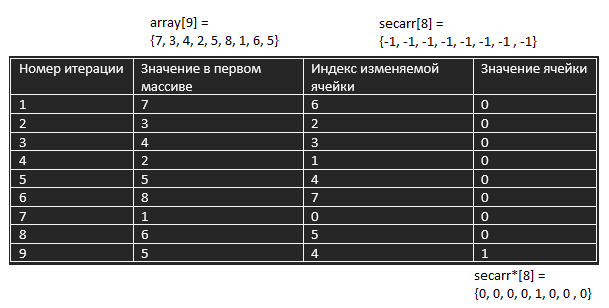 array[9] =
{7, 3, 4, 2, 5, 8, 1, 6, 5}
secarr[8] =
{-1, -1, -1, -1, -1, -1, -1 , -1}
Номер итерации Значение в первом массиве Индекс изменяемой ячейки Значение ячейки
1 7 6 0
2 3 2 0
3 4 3 0
4 2 1 0
5 5 4 0
6 8 7 0
7 1 0 0
8 6 5 0
9 5 4 1
secarr*[8] =
{0, 0, 0, 0, 1, 0, 0 , 0}